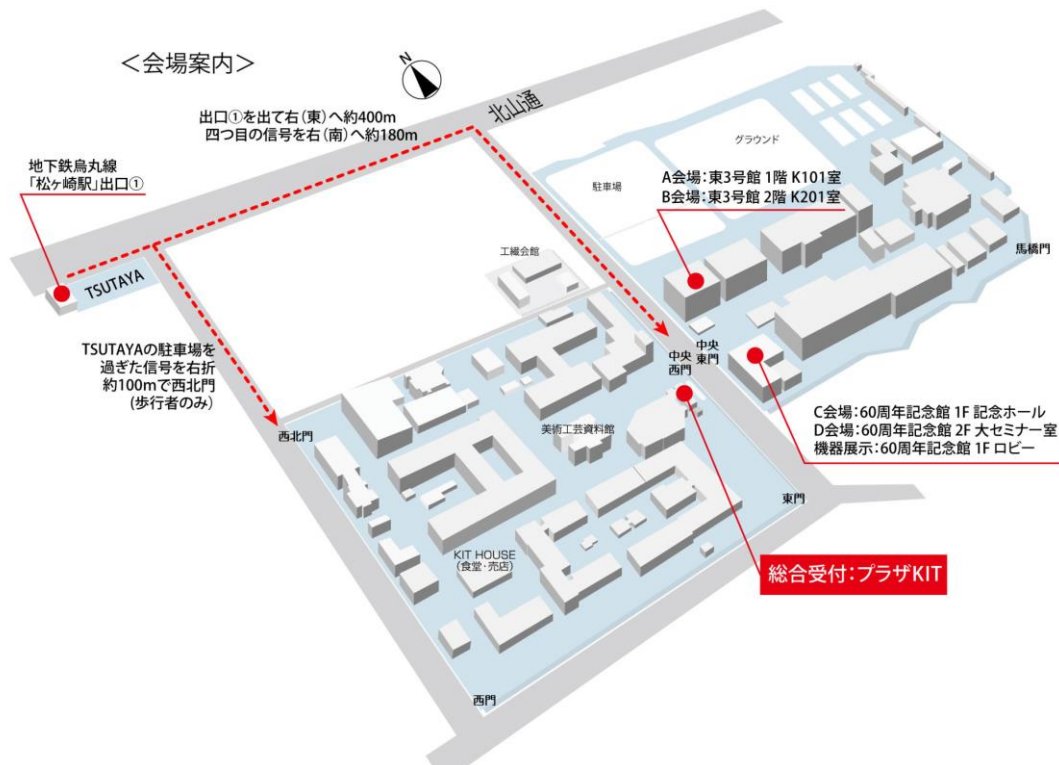 <会場案内>
N
北山通
出口①を出て右(東)へ約400m
四つ目の信号を右(南)へ約180m
地下鉄烏丸線
「松ヶ崎駅」出口①
グラウンド
駐車場
A会場:東3号館 1階 K101室
B会場:東3号館 2階 K201室
馬橋門
工繊会館
TSUTAYA
TSUTAYAの駐車場を
過ぎた信号を右折
約100mで西北門
(歩行者のみ)
中央
東門
中央
西門
西北門
美術工芸資料館
C会場:60周年記念館 1F 記念ホール
D会場:60周年記念館 2F 大セミナー室
機器展示:60周年記念館 1F ロビー
東門
KIT HOUSE
(食堂・売店)
総合受付:プラザKIT
西門